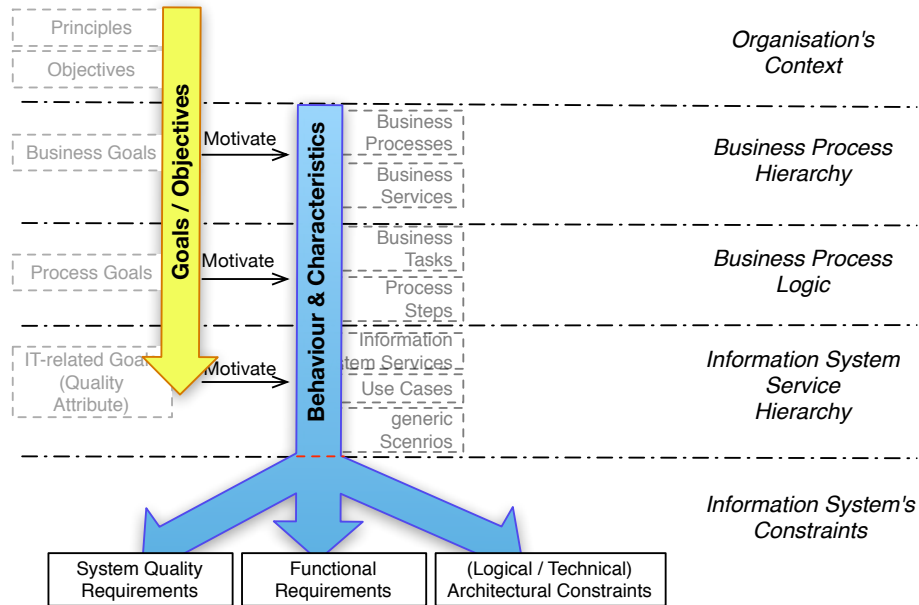 Principles
Objectives
Organisation's
Context
Business Goals
Motivate
Business
Processes
Business
Services
Business Process
Hierarchy
Goals / Objectives
Behaviour & Characteristics
Process Goals
Motivate
Business
Tasks
Process
Steps
Business Process
Logic
IT-related Goal
(Quality
Attribute)
Motivate
Information
stem Services
Use Cases
generic
Scenrios
Information System
Service
Hierarchy
Information System's
Constraints
System Quality
Requirements
Functional
Requirements
(Logical / Technical)
Architectural Constraints